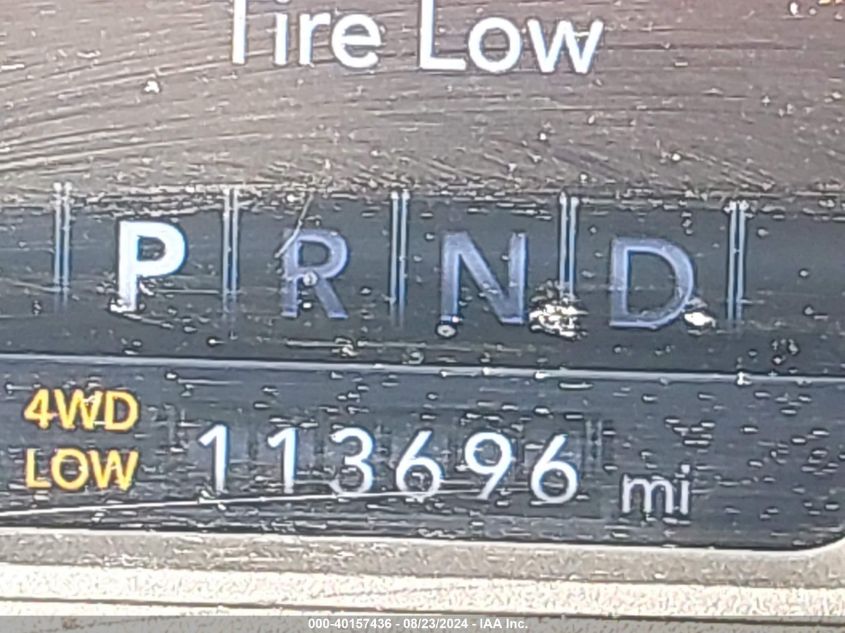 Tire Low
P R N D
4WD
LOW
113696 mi
000-40157436 - 08/23/2024 - IAA Inc.